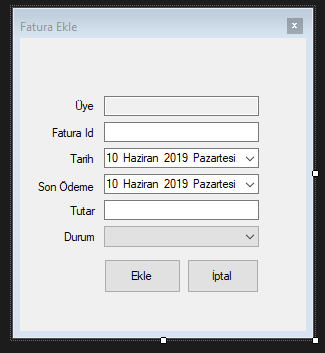 Fatura Ekle
Üye
Fatura Id
Tarih 10 Haziran 2019 Pazartesi
Son Ödeme 10 Haziran 2019 Pazartesi
Tutar
Durum
Ekle İptal